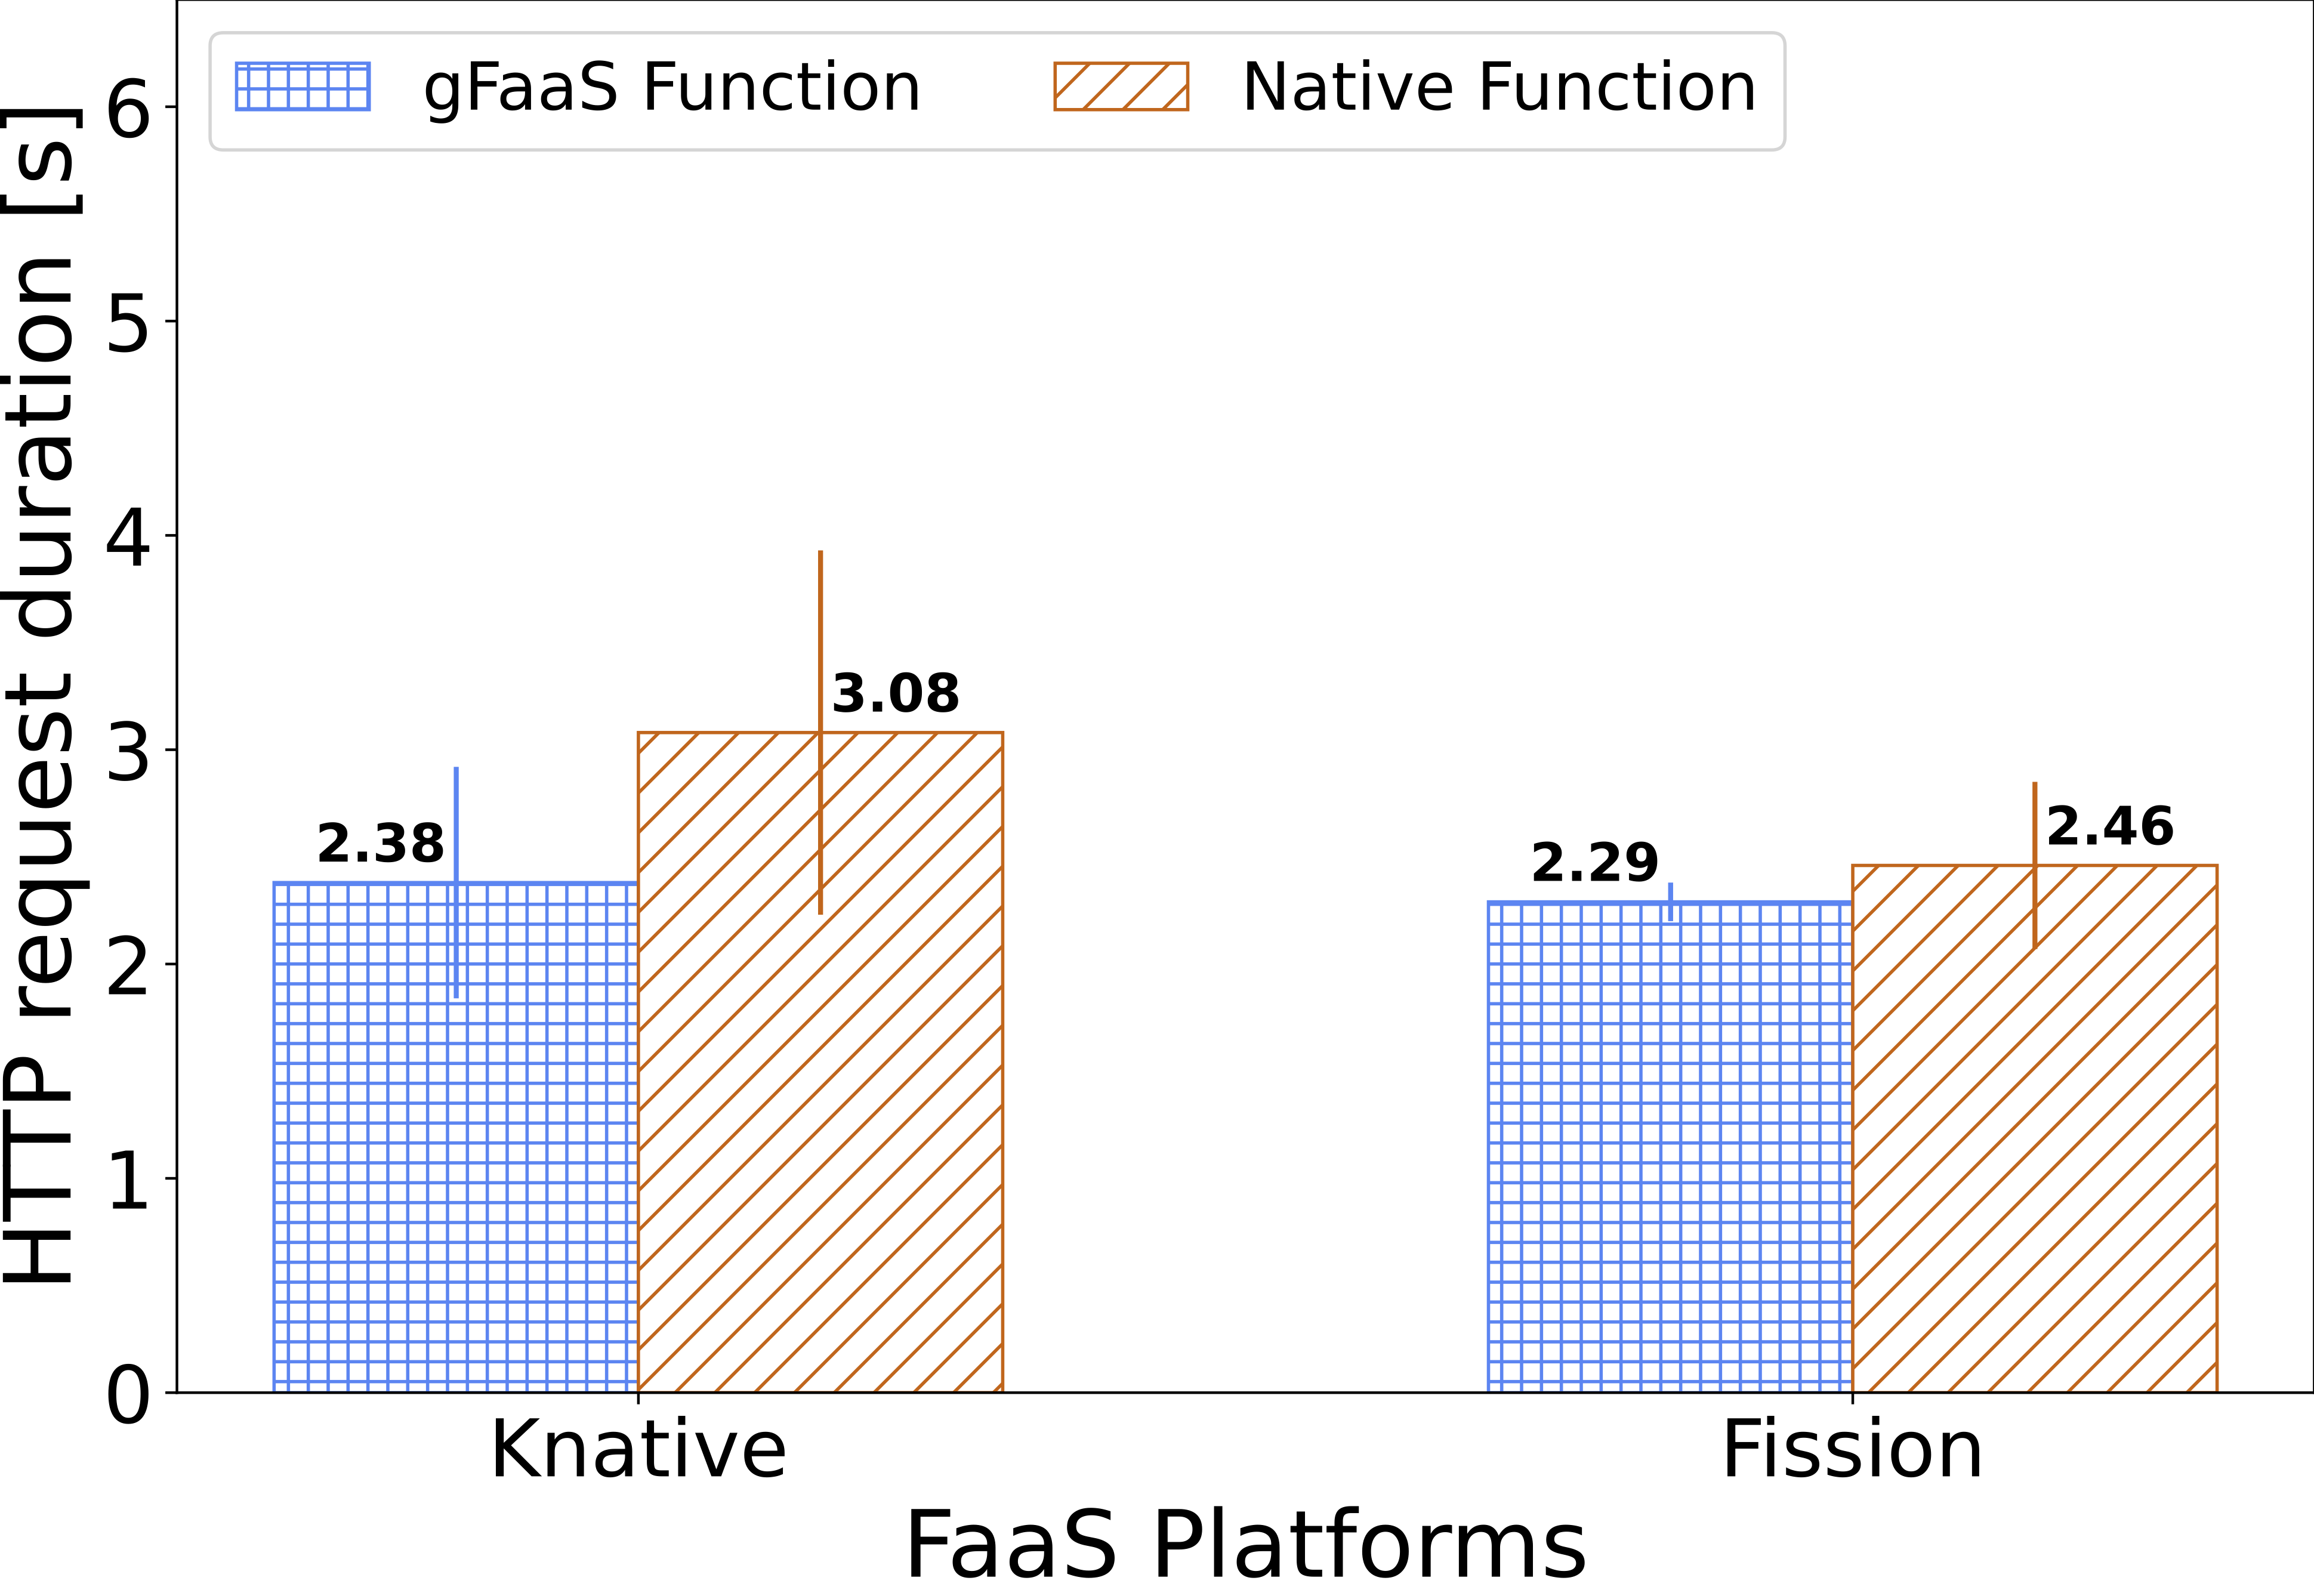 gFaaS Function
Native Function
HTTP request duration [s]
6
5
4
3
2
1
0
2.38
3.08
2.29
2.46
Knative
Fission
FaaS Platforms